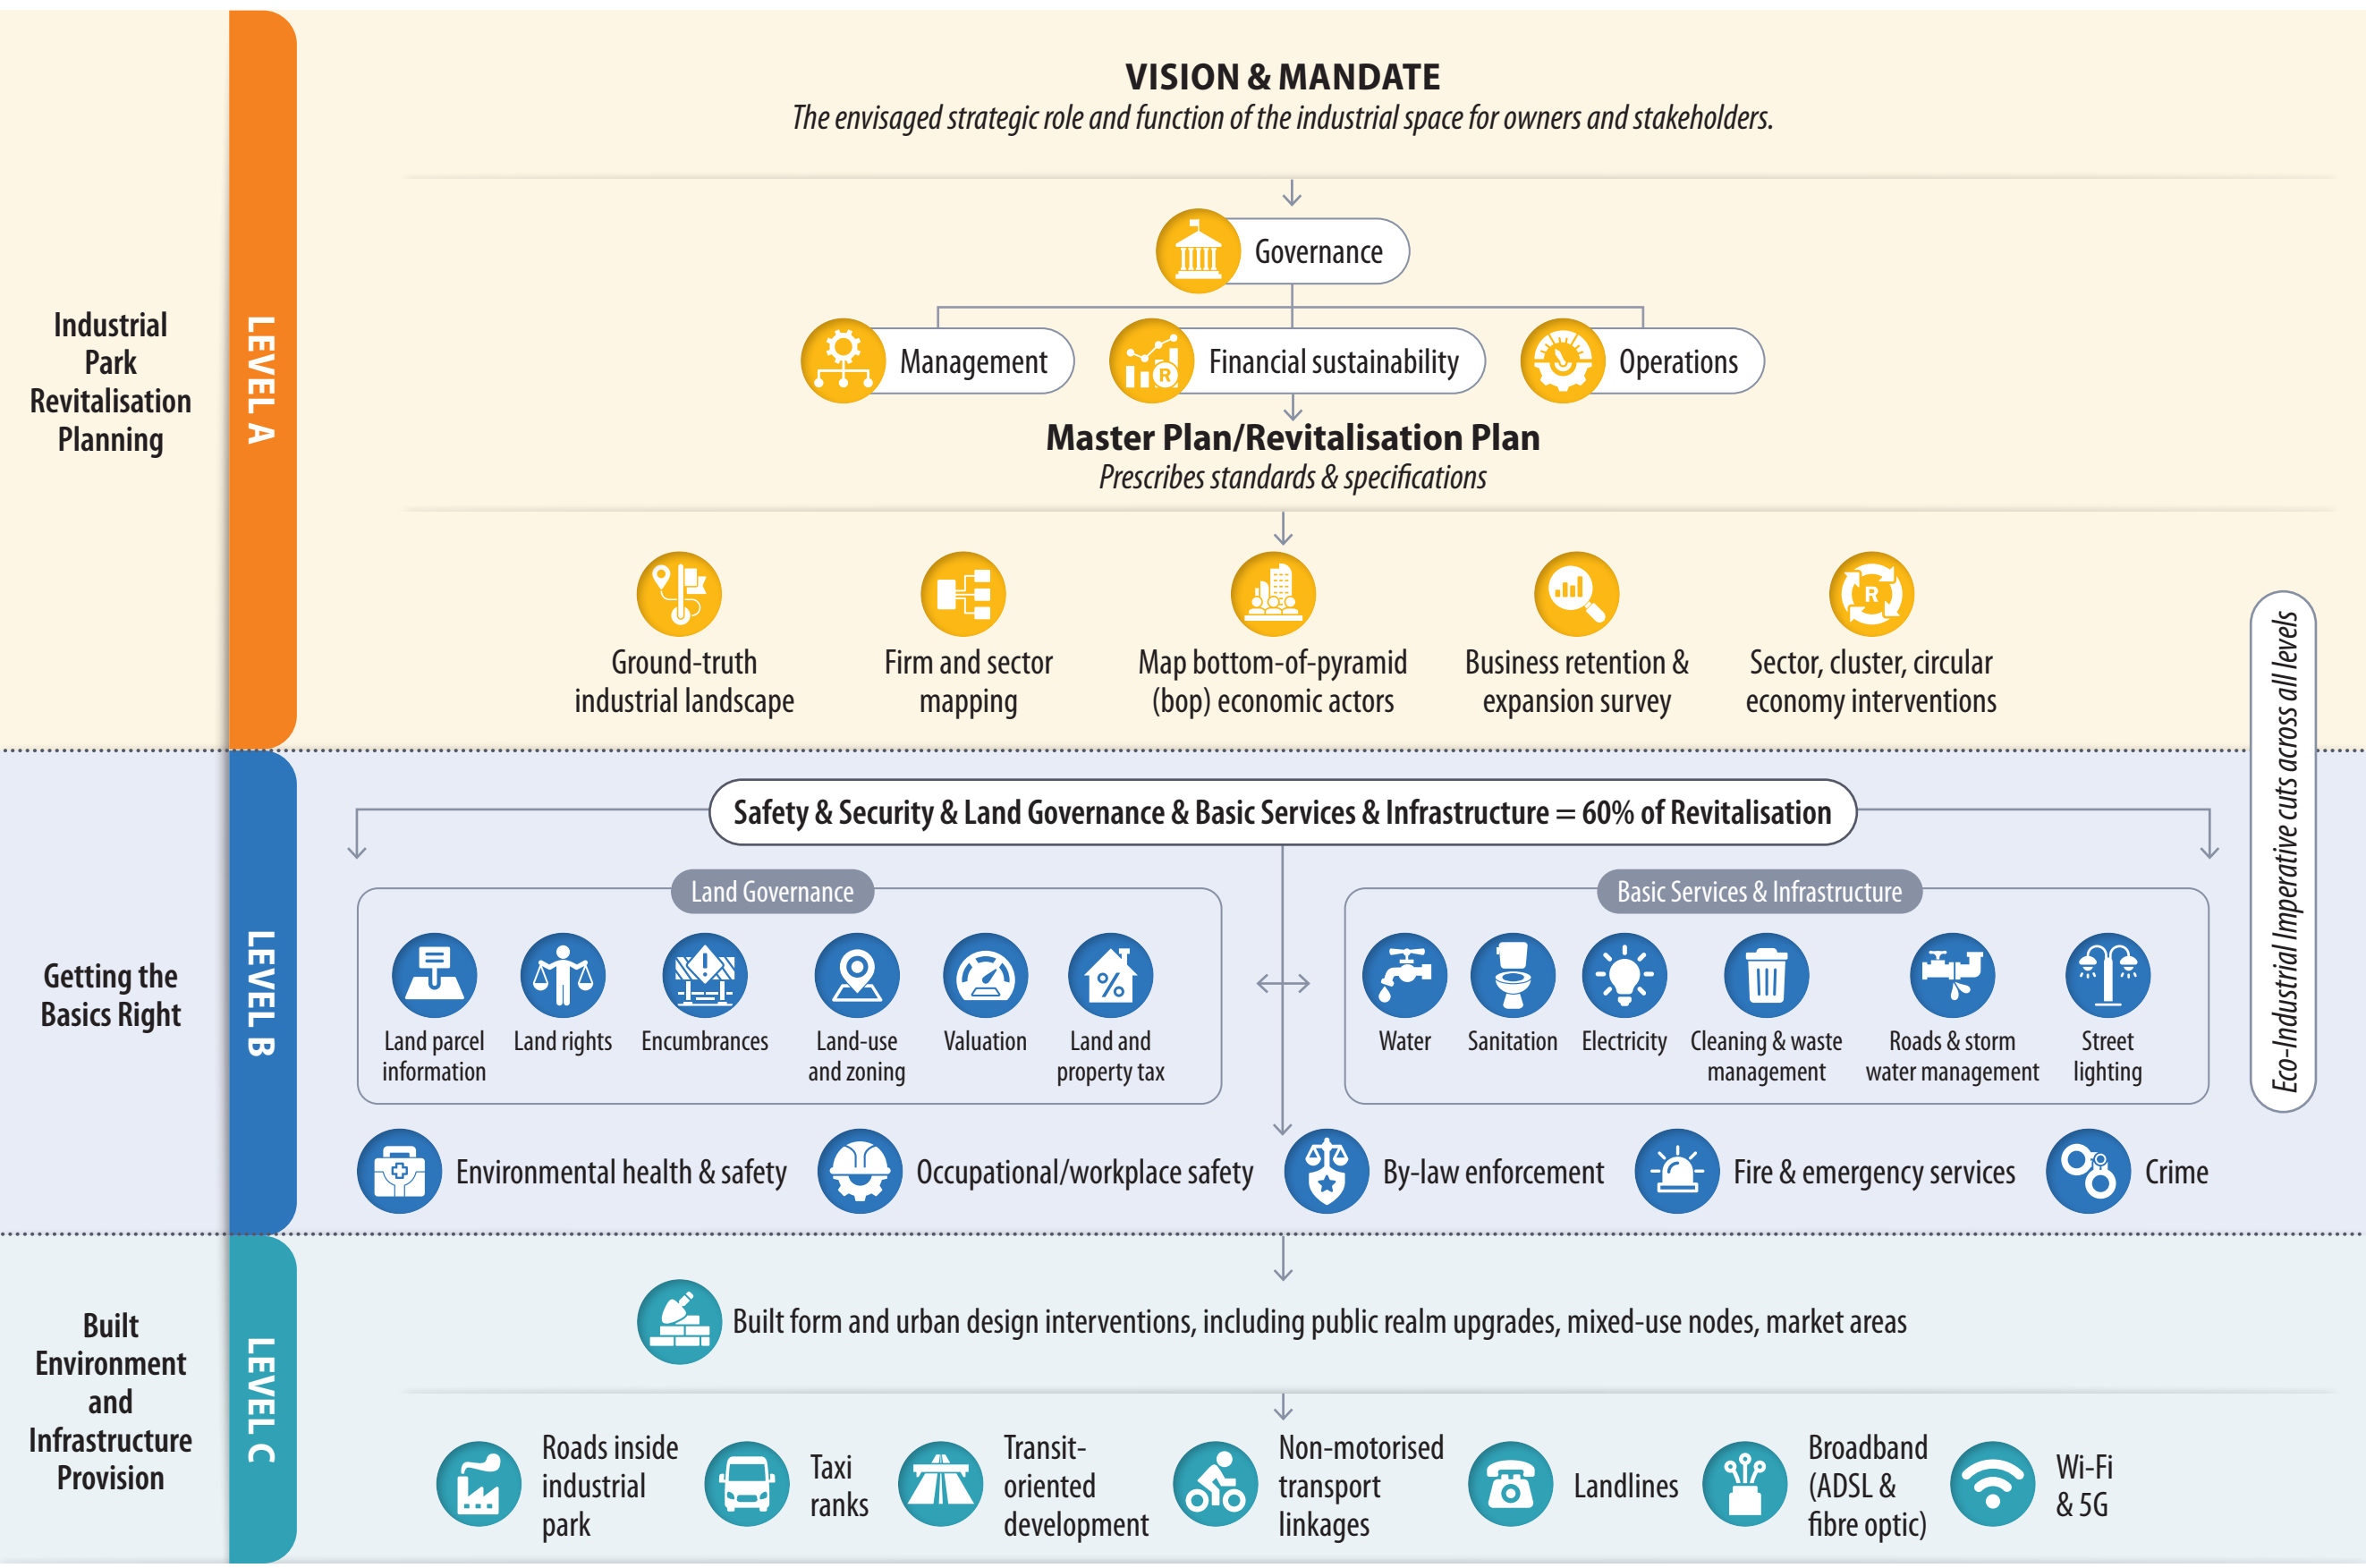 VISION & MANDATE
The envisaged strategic role and function of the industrial space for owners and stakeholders.
Governance
Management
Financial sustainability
R
Operations
Master Plan/Revitalisation Plan
Prescribes standards & specifications
Industrial
Park
Revitalisation
Planning
LEVEL A
R
Ground-truth
industrial landscape
Firm and sector
mapping
Map bottom-of-pyramid
(bop) economic actors
Business retention &
expansion survey
Sector, cluster, circular
economy interventions
Eco-Industrial Imperative cuts across all levels
Getting the
Basics Right
LEVEL B
Safety & Security & Land Governance & Basic Services & Infrastructure = 60% of Revitalisation
Land Governance
%
Land parcel
information
Land rights
Encumbrances
Land-use
and zoning
Valuation
Land and
property tax
Basic Services & Infrastructure
Water
Sanitation
Electricity
Cleaning & waste
management
Roads & storm
water management
Street
lighting
Environmental health & safety
Occupational/workplace safety
By-law enforcement
Fire & emergency services
Crime
Built
Environment
and
Infrastructure
Provision
LEVEL C
Built form and urban design interventions, including public realm upgrades, mixed-use nodes, market areas
Roads inside
industrial
park
Taxi
ranks
Transit-
oriented
development
Non-motorised
transport
linkages
Landlines
Broadband
(ADSL &
fibre optic)
Wi-Fi
& 5G